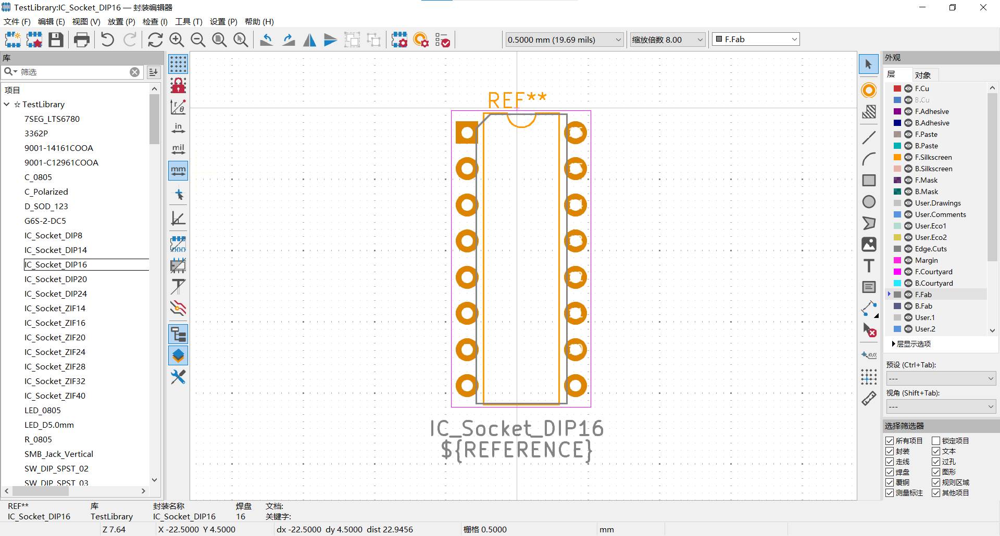 TestLibrary:IC_Socket_DIP16 — 封装编辑器
文件 (F) 编辑 (E) 视图 (V) 放置 (P) 检查 (I) 工具 (T) 设置 (P) 帮助 (H)
0.5000 mm (19.69 mils) 缩放倍数 8.00 F.Fab
库
筛选
项目
TestLibrary
7SEG_LTS6780
3362P
9001-14161COOA
9001-C12961COOA
C_0805
C_Polarized
D_SOD_123
G6S-2-DC5
IC_Socket_DIP8
IC_Socket_DIP14
IC_Socket_DIP16
IC_Socket_DIP20
IC_Socket_DIP24
IC_Socket_ZIF14
IC_Socket_ZIF16
IC_Socket_ZIF20
IC_Socket_ZIF24
IC_Socket_ZIF28
IC_Socket_ZIF32
IC_Socket_ZIF40
LED_0805
LED_D5.0mm
R_0805
SMB_Jack_Vertical
SW_DIP_SPST_02
SW_DIP_SPST_03
in
mil
mm
REF**
IC_Socket_DIP16
${REFERENCE}
外观
层 对象
F.Cu
B.Cu
F.Adhesive
B.Adhesive
F.Paste
B.Paste
F.Silkscreen
B.Silkscreen
F.Mask
B.Mask
User.Drawings
User.Comments
User.Eco1
User.Eco2
Edge.Cuts
Margin
F.Courtyard
B.Courtyard
F.Fab
B.Fab
User.1
User.2
层显示选项
预设 (Ctrl+Tab):
---
视角 (Shift+Tab):
---
选择筛选器
所有项目 锁定项目
封装 文本
走线 过孔
焊盘 图形
覆铜 规则区域
测量标注 其他项目
REF** 库 封装名称 焊盘 文档:
IC_Socket_DIP16 TestLibrary IC_Socket_DIP16 16 关键字:
Z 7.64 X -22.5000 Y 4.5000 dx -22.5000 dy 4.5000 dist 22.9456 栅格 0.5000 mm